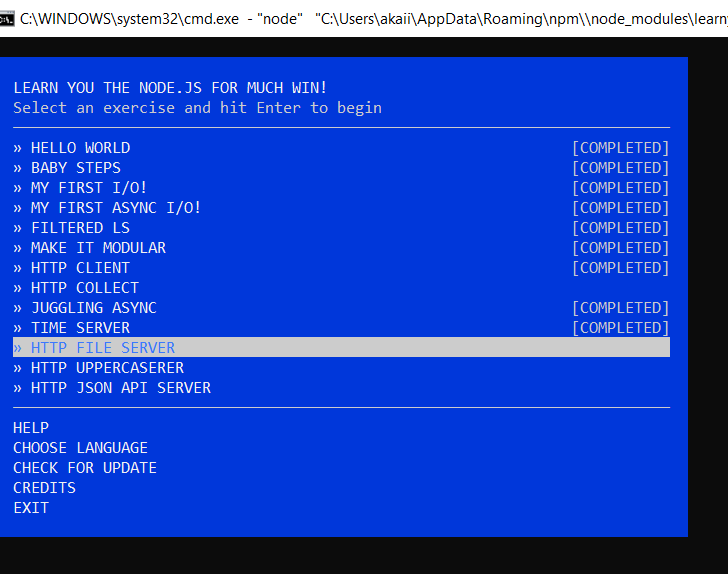 C:\WINDOWS\system32\cmd.exe - "node" "C:\Users\akaii\AppData\Roaming\npm\\node_modules\learn
LEARN YOU THE NODE.JS FOR MUCH WIN!
Select an exercise and hit Enter to begin
» HELLO WORLD [COMPLETED]
» BABY STEPS [COMPLETED]
» MY FIRST I/O! [COMPLETED]
» MY FIRST ASYNC I/O! [COMPLETED]
» FILTERED LS [COMPLETED]
» MAKE IT MODULAR [COMPLETED]
» HTTP CLIENT [COMPLETED]
» HTTP COLLECT
» JUGGLING ASYNC [COMPLETED]
» TIME SERVER [COMPLETED]
» HTTP FILE SERVER
» HTTP UPPERCASERER
» HTTP JSON API SERVER
HELP
CHOOSE LANGUAGE
CHECK FOR UPDATE
CREDITS
EXIT